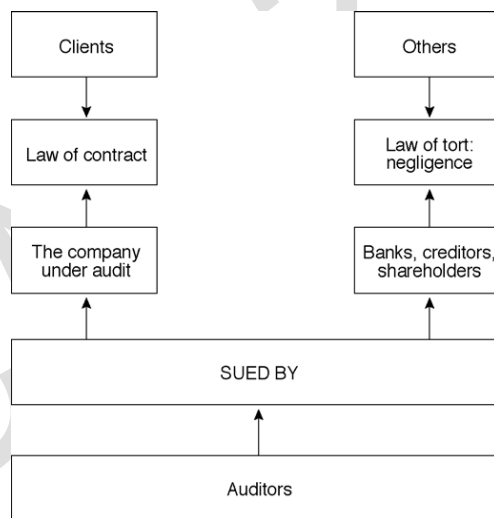 Clients
Others
Law of contract
Law of tort:
negligence
The company
under audit
Banks, creditors,
shareholders
SUED BY
Auditors